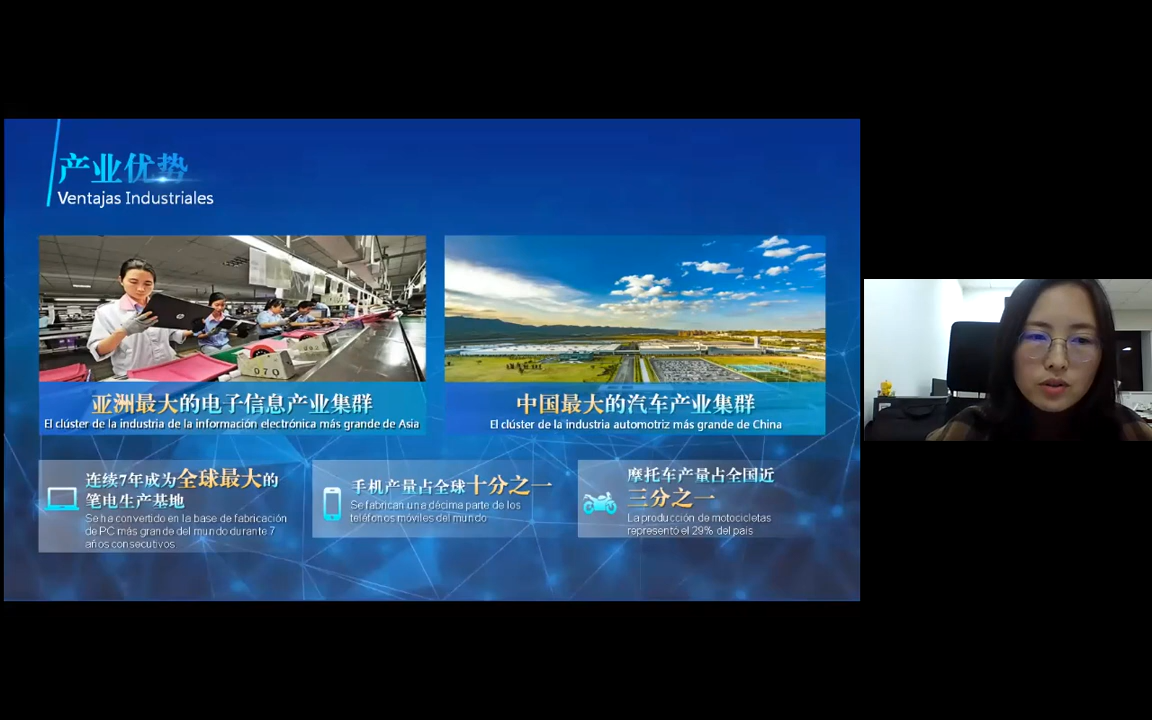 产业优势
Ventajas Industriales
亚洲最大的电子信息产业集群
El clúster de la industria de la información electrónica más grande de Asia
中国最大的汽车产业集群
El clúster de la industria automotriz más grande de China
连续7年成为全球最大的
笔电生产基地
Se ha convertido en la base de fabricación
de PC más grande del mundo durante 7
años consecutivos
手机产量占全球十分之一
Se fabrican una décima parte de los
teléfonos móviles del mundo
摩托车产量占全国近
三分之一
La producción de motocicletas
representó el 29% del país